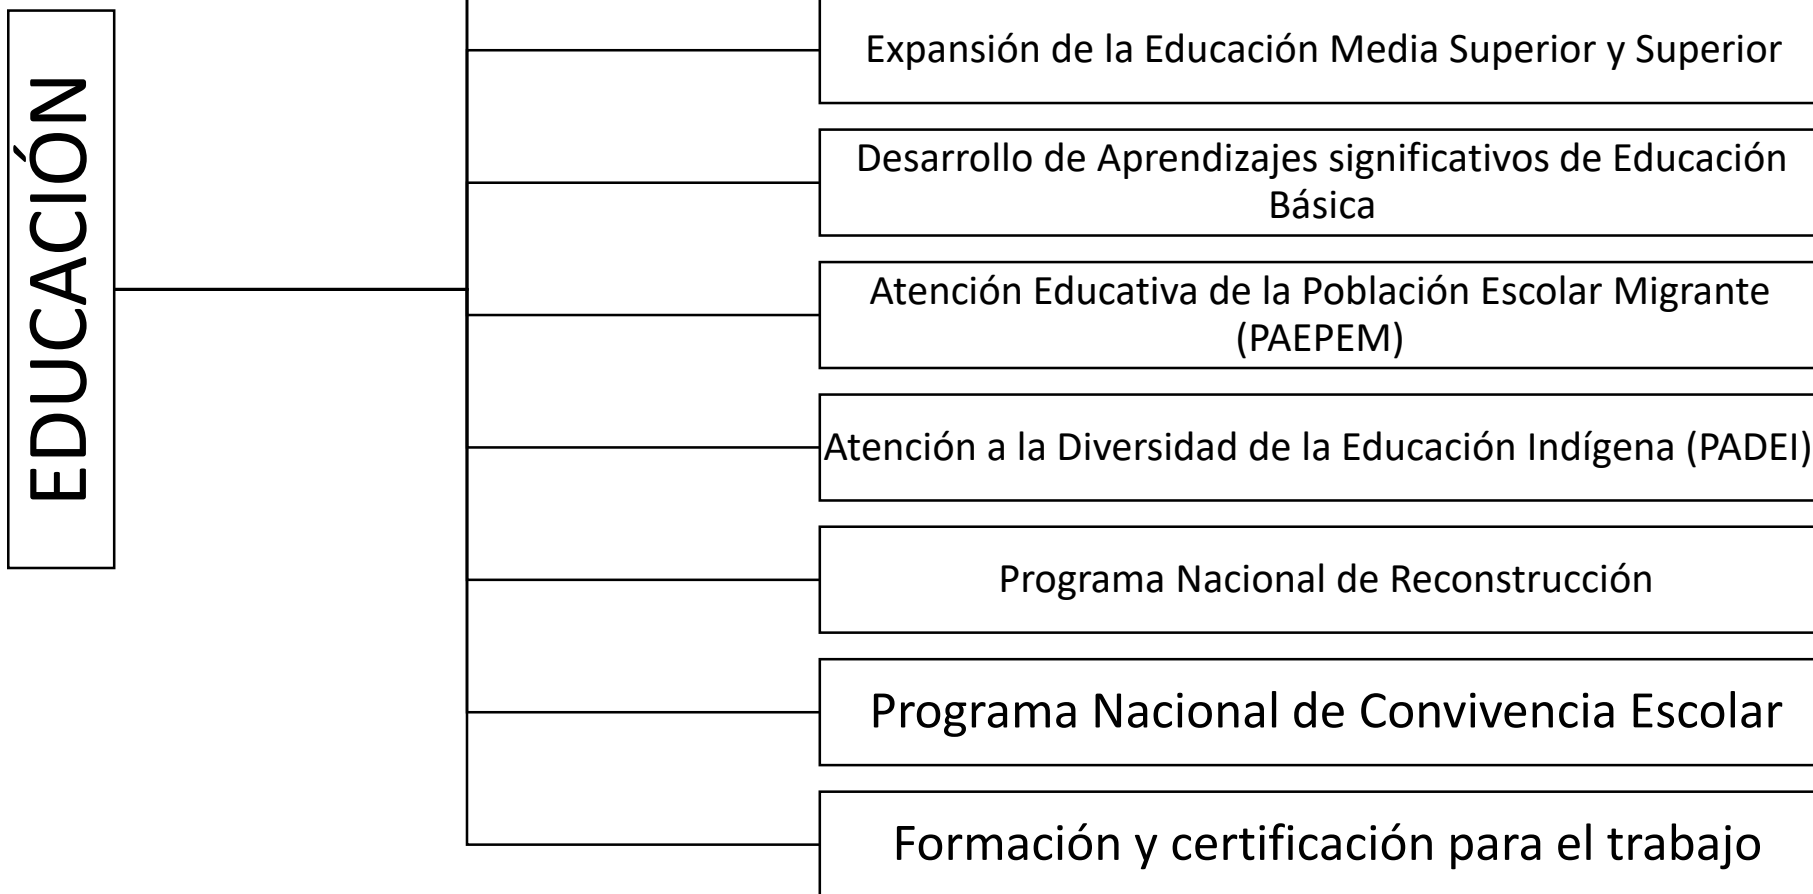 EDUCACIÓN
Expansión de la Educación Media Superior y Superior
Desarrollo de Aprendizajes significativos de Educación
Básica
Atención Educativa de la Población Escolar Migrante
(PAEPEM)
Atención a la Diversidad de la Educación Indígena (PADEI)
Programa Nacional de Reconstrucción
Programa Nacional de Convivencia Escolar
Formación y certificación para el trabajo